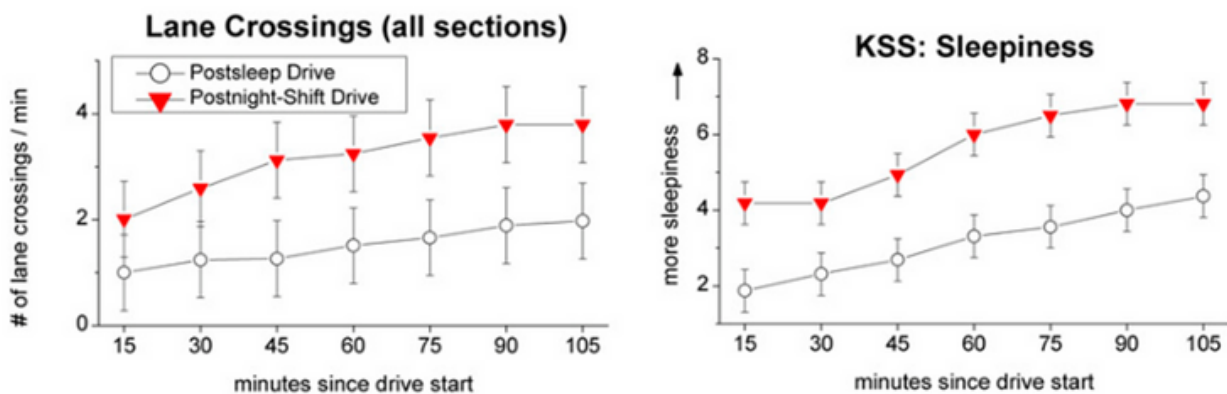 Lane Crossings (all sections)
Postsleep Drive
Postnight-Shift Drive
# of lane crossings / min
4
2
0
15 30 45 60 75 90 105
minutes since drive start
KSS: Sleepiness
more sleepiness
8
6
4
2
15 30 45 60 75 90 105
minutes since drive start